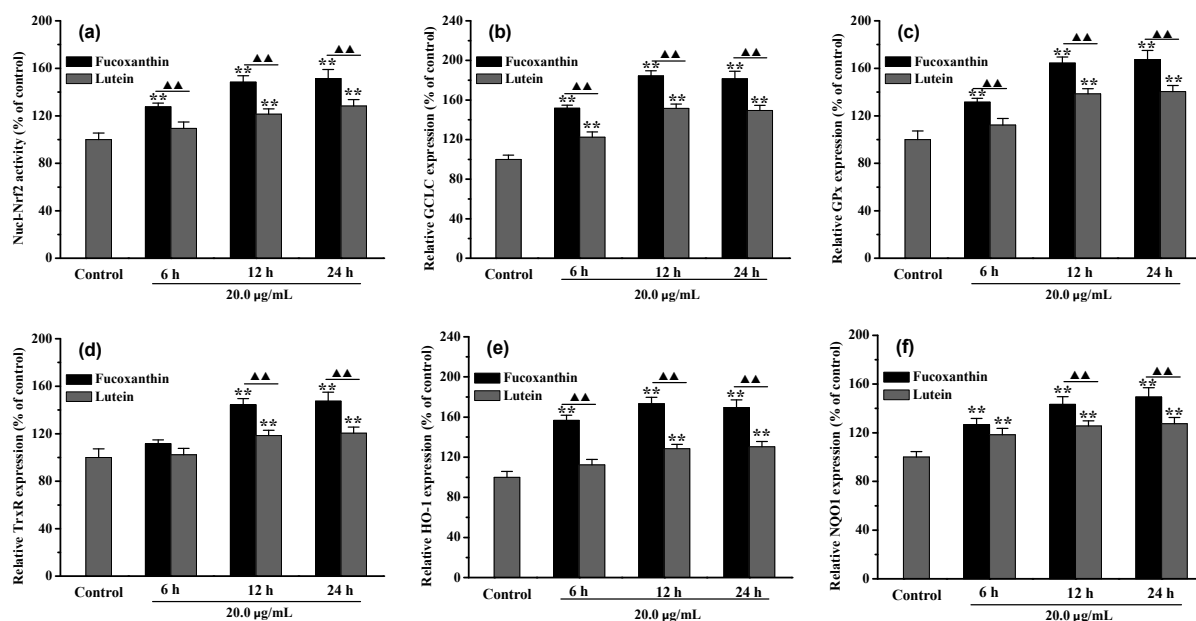 (a)
Fucoxanthin
Lutein
Nucl-Nrf2 activity (% of control)
200
160
120
80
40
0
** ▲▲
** ▲▲ **
** ▲▲ **
Control 6 h 12 h 24 h
20.0 μg/mL
(b)
Fucoxanthin
Lutein
Relative GCLC expression (% of control)
240
200
180
160
140
120
80
40
0
** ▲▲ **
** ▲▲ **
** ▲▲ **
Control 6 h 12 h 24 h
20.0 μg/mL
(c)
Fucoxanthin
Lutein
Relative GPx expression (% of control)
200
160
120
80
40
0
** ▲▲
** ▲▲ **
** ▲▲ **
Control 6 h 12 h 24 h
20.0 μg/mL
(d)
Fucoxanthin
Lutein
Relative TrxR expression (% of control)
200
160
120
80
40
0
** ▲▲ **
** ▲▲ **
Control 6 h 12 h 24 h
20.0 μg/mL
(e)
Fucoxanthin
Lutein
Relative HO-1 expression (% of control)
240
200
160
120
80
40
0
** ▲▲
** ▲▲ **
** ▲▲ **
Control 6 h 12 h 24 h
20.0 μg/mL
(f)
Fucoxanthin
Lutein
Relative NQO1 expression (% of control)
200
160
120
80
40
0
** **
** ▲▲ **
** ▲▲ **
Control 6 h 12 h 24 h
20.0 μg/mL